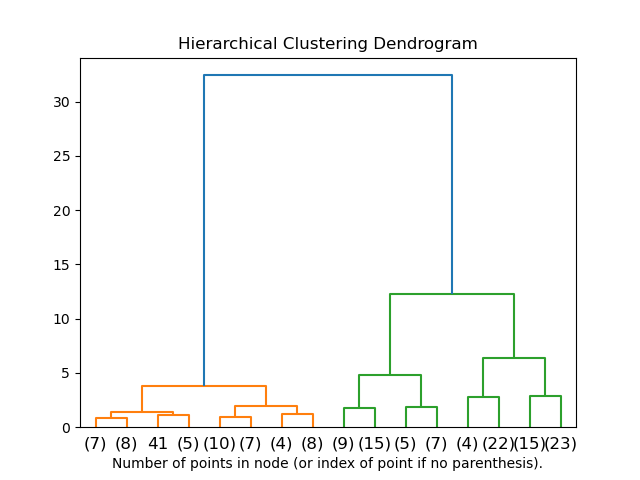 Hierarchical Clustering Dendrogram
30
25
20
15
10
5
0
(7) (8) 41 (5) (10) (7) (4) (8) (9) (15) (5) (7) (4) (22) (15) (23)
Number of points in node (or index of point if no parenthesis).